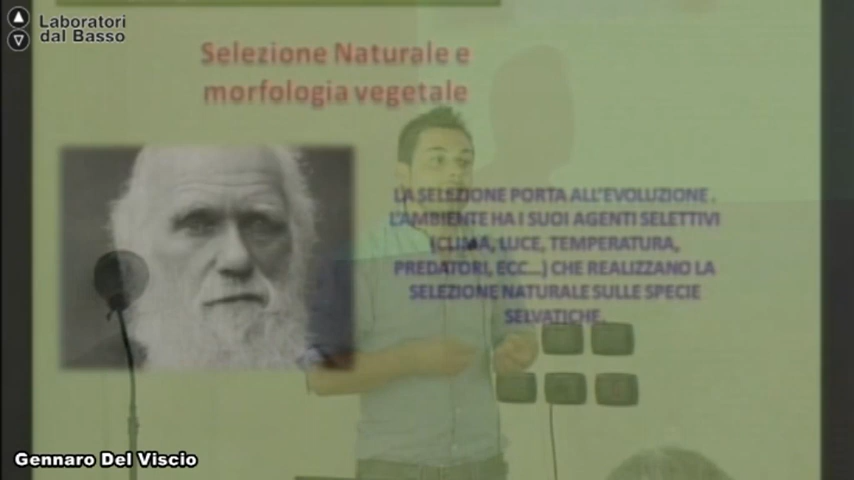 Laboratori
dal Basso
Selezione Naturale e
morfologia vegetale
LA SELEZIONE PORTA ALL'EVOLUZIONE .
L'AMBIENTE HA I SUOI AGENTI SELETTIVI
(CLIMA, LUCE, TEMPERATURA,
PREDATORI, ECC...) CHE REALIZZANO LA
SELEZIONE NATURALE SULLE SPECIE
SELVATICHE.
Gennaro Del Viscio